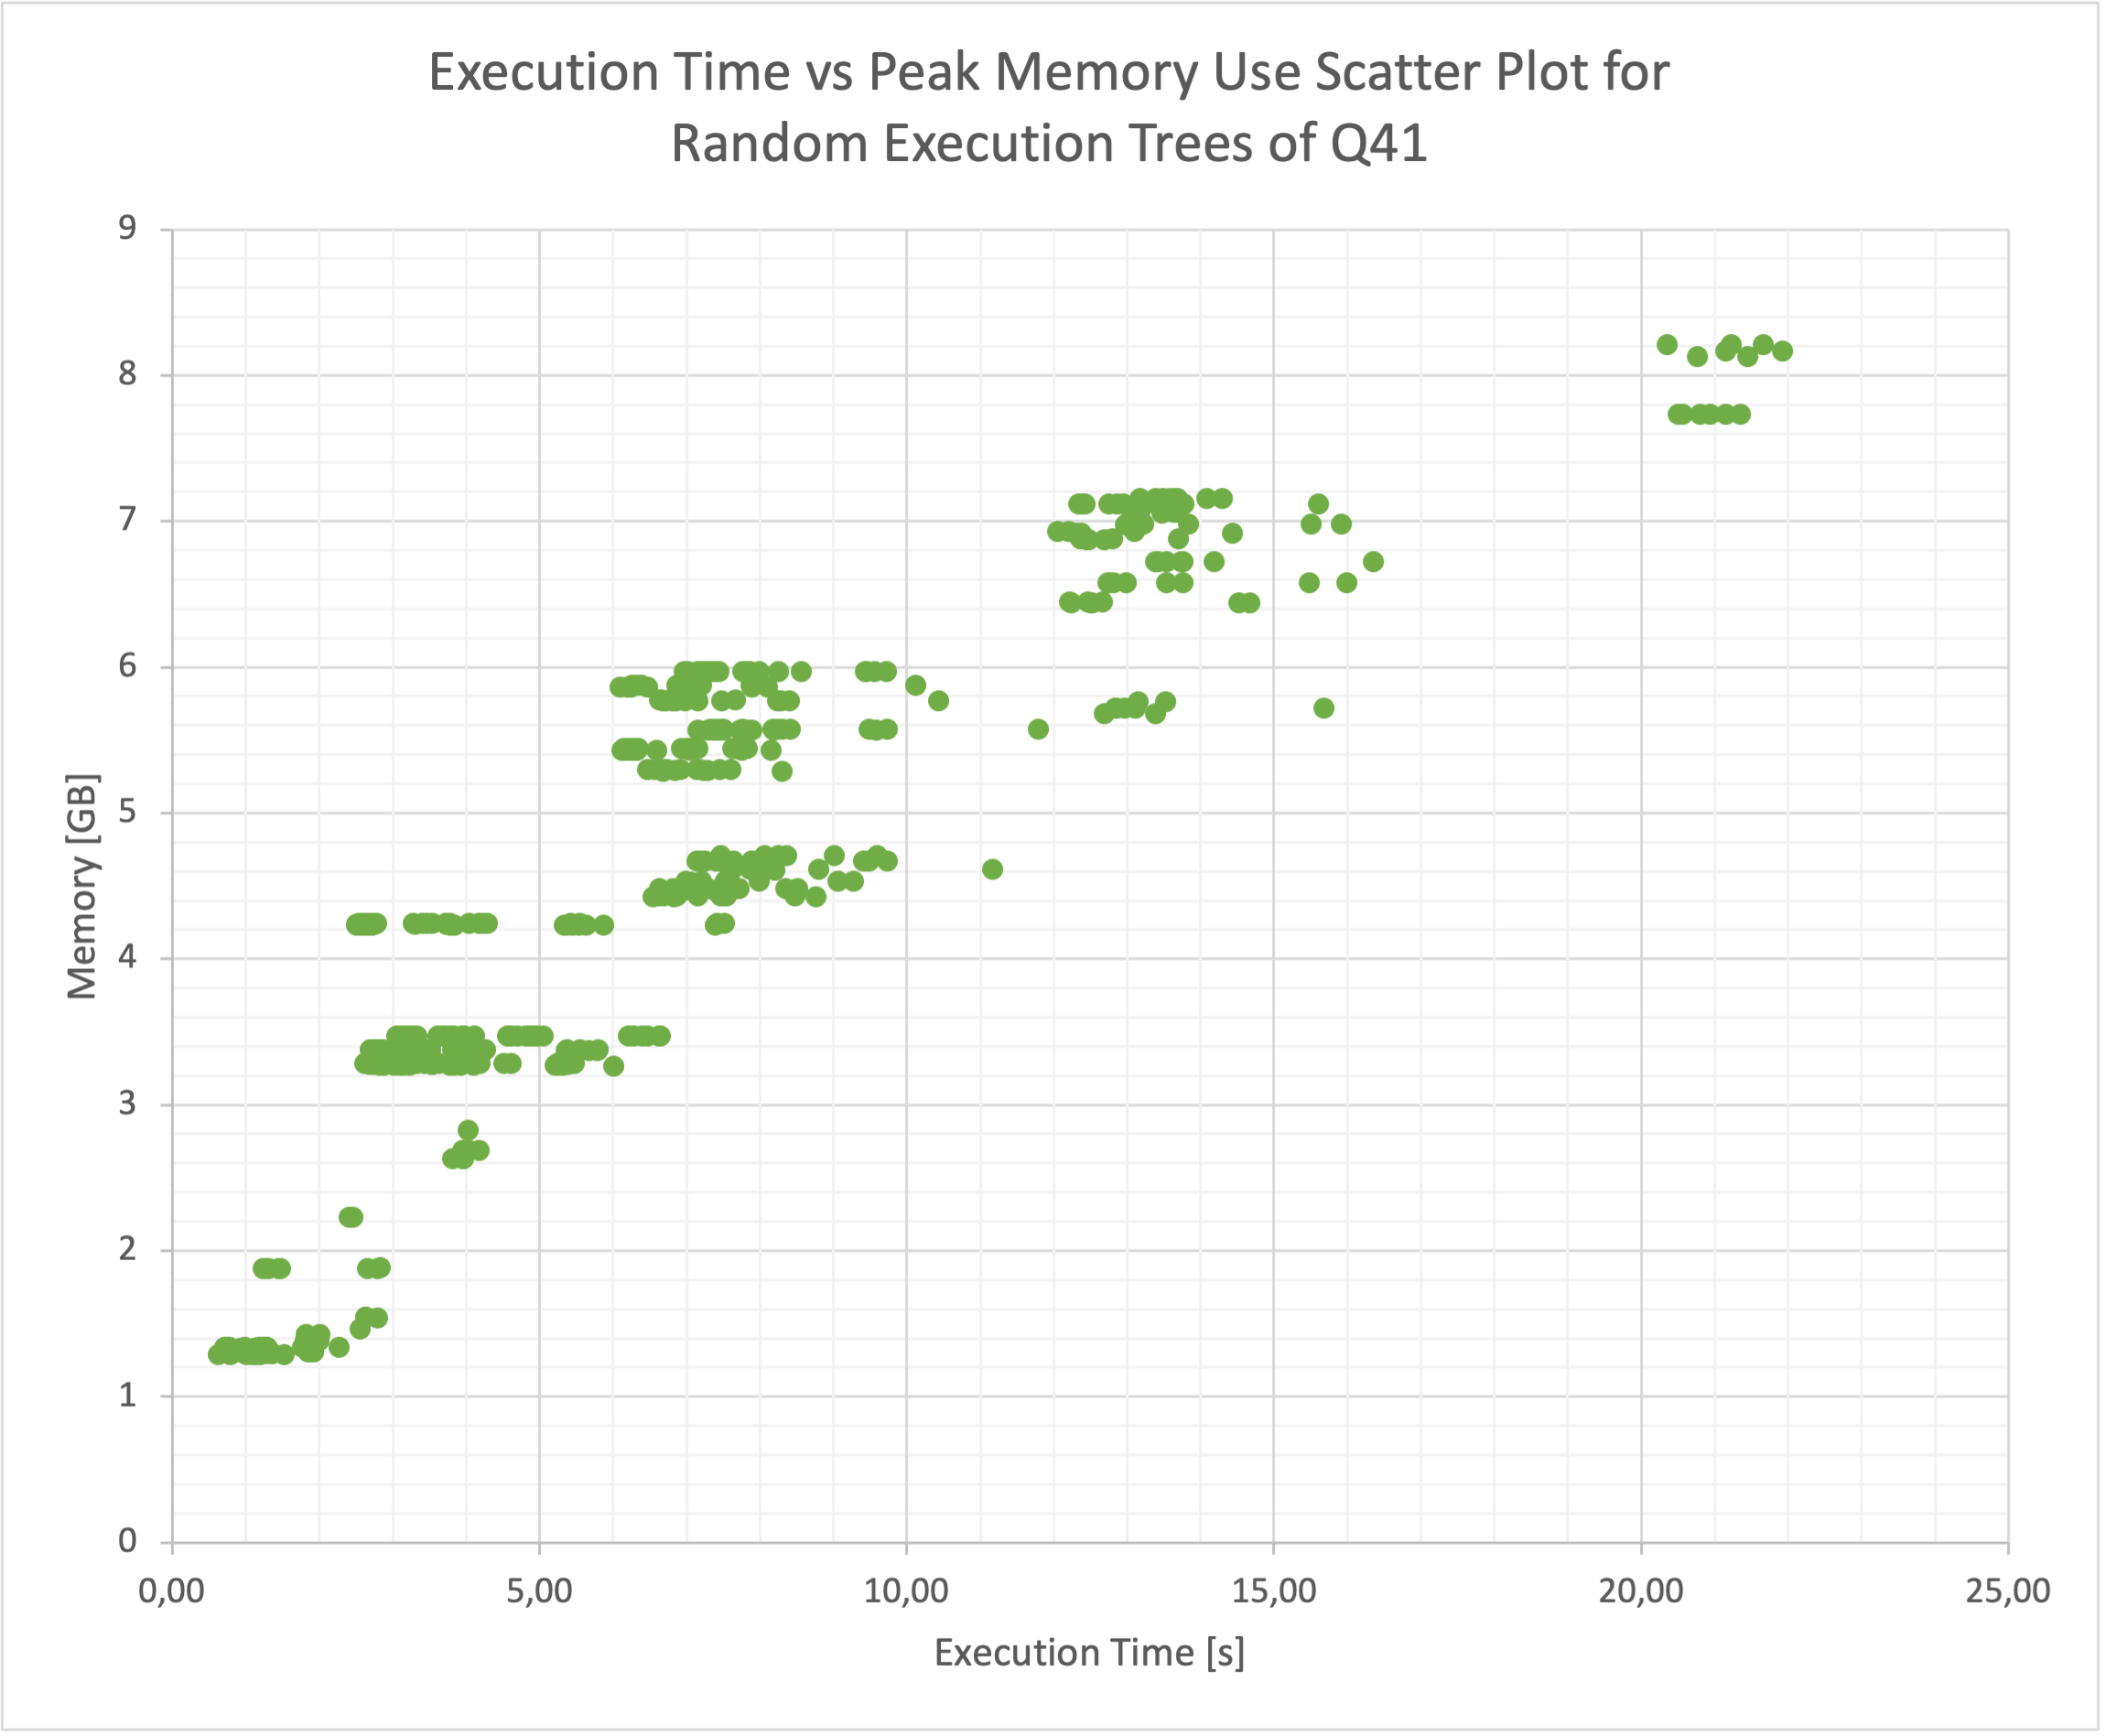 Execution Time vs Peak Memory Use Scatter Plot for
Random Execution Trees of Q41
9
8
7
6
5
4
3
2
1
0
Memory [GB]
0,00 5,00 10,00 15,00 20,00 25,00
Execution Time [s]